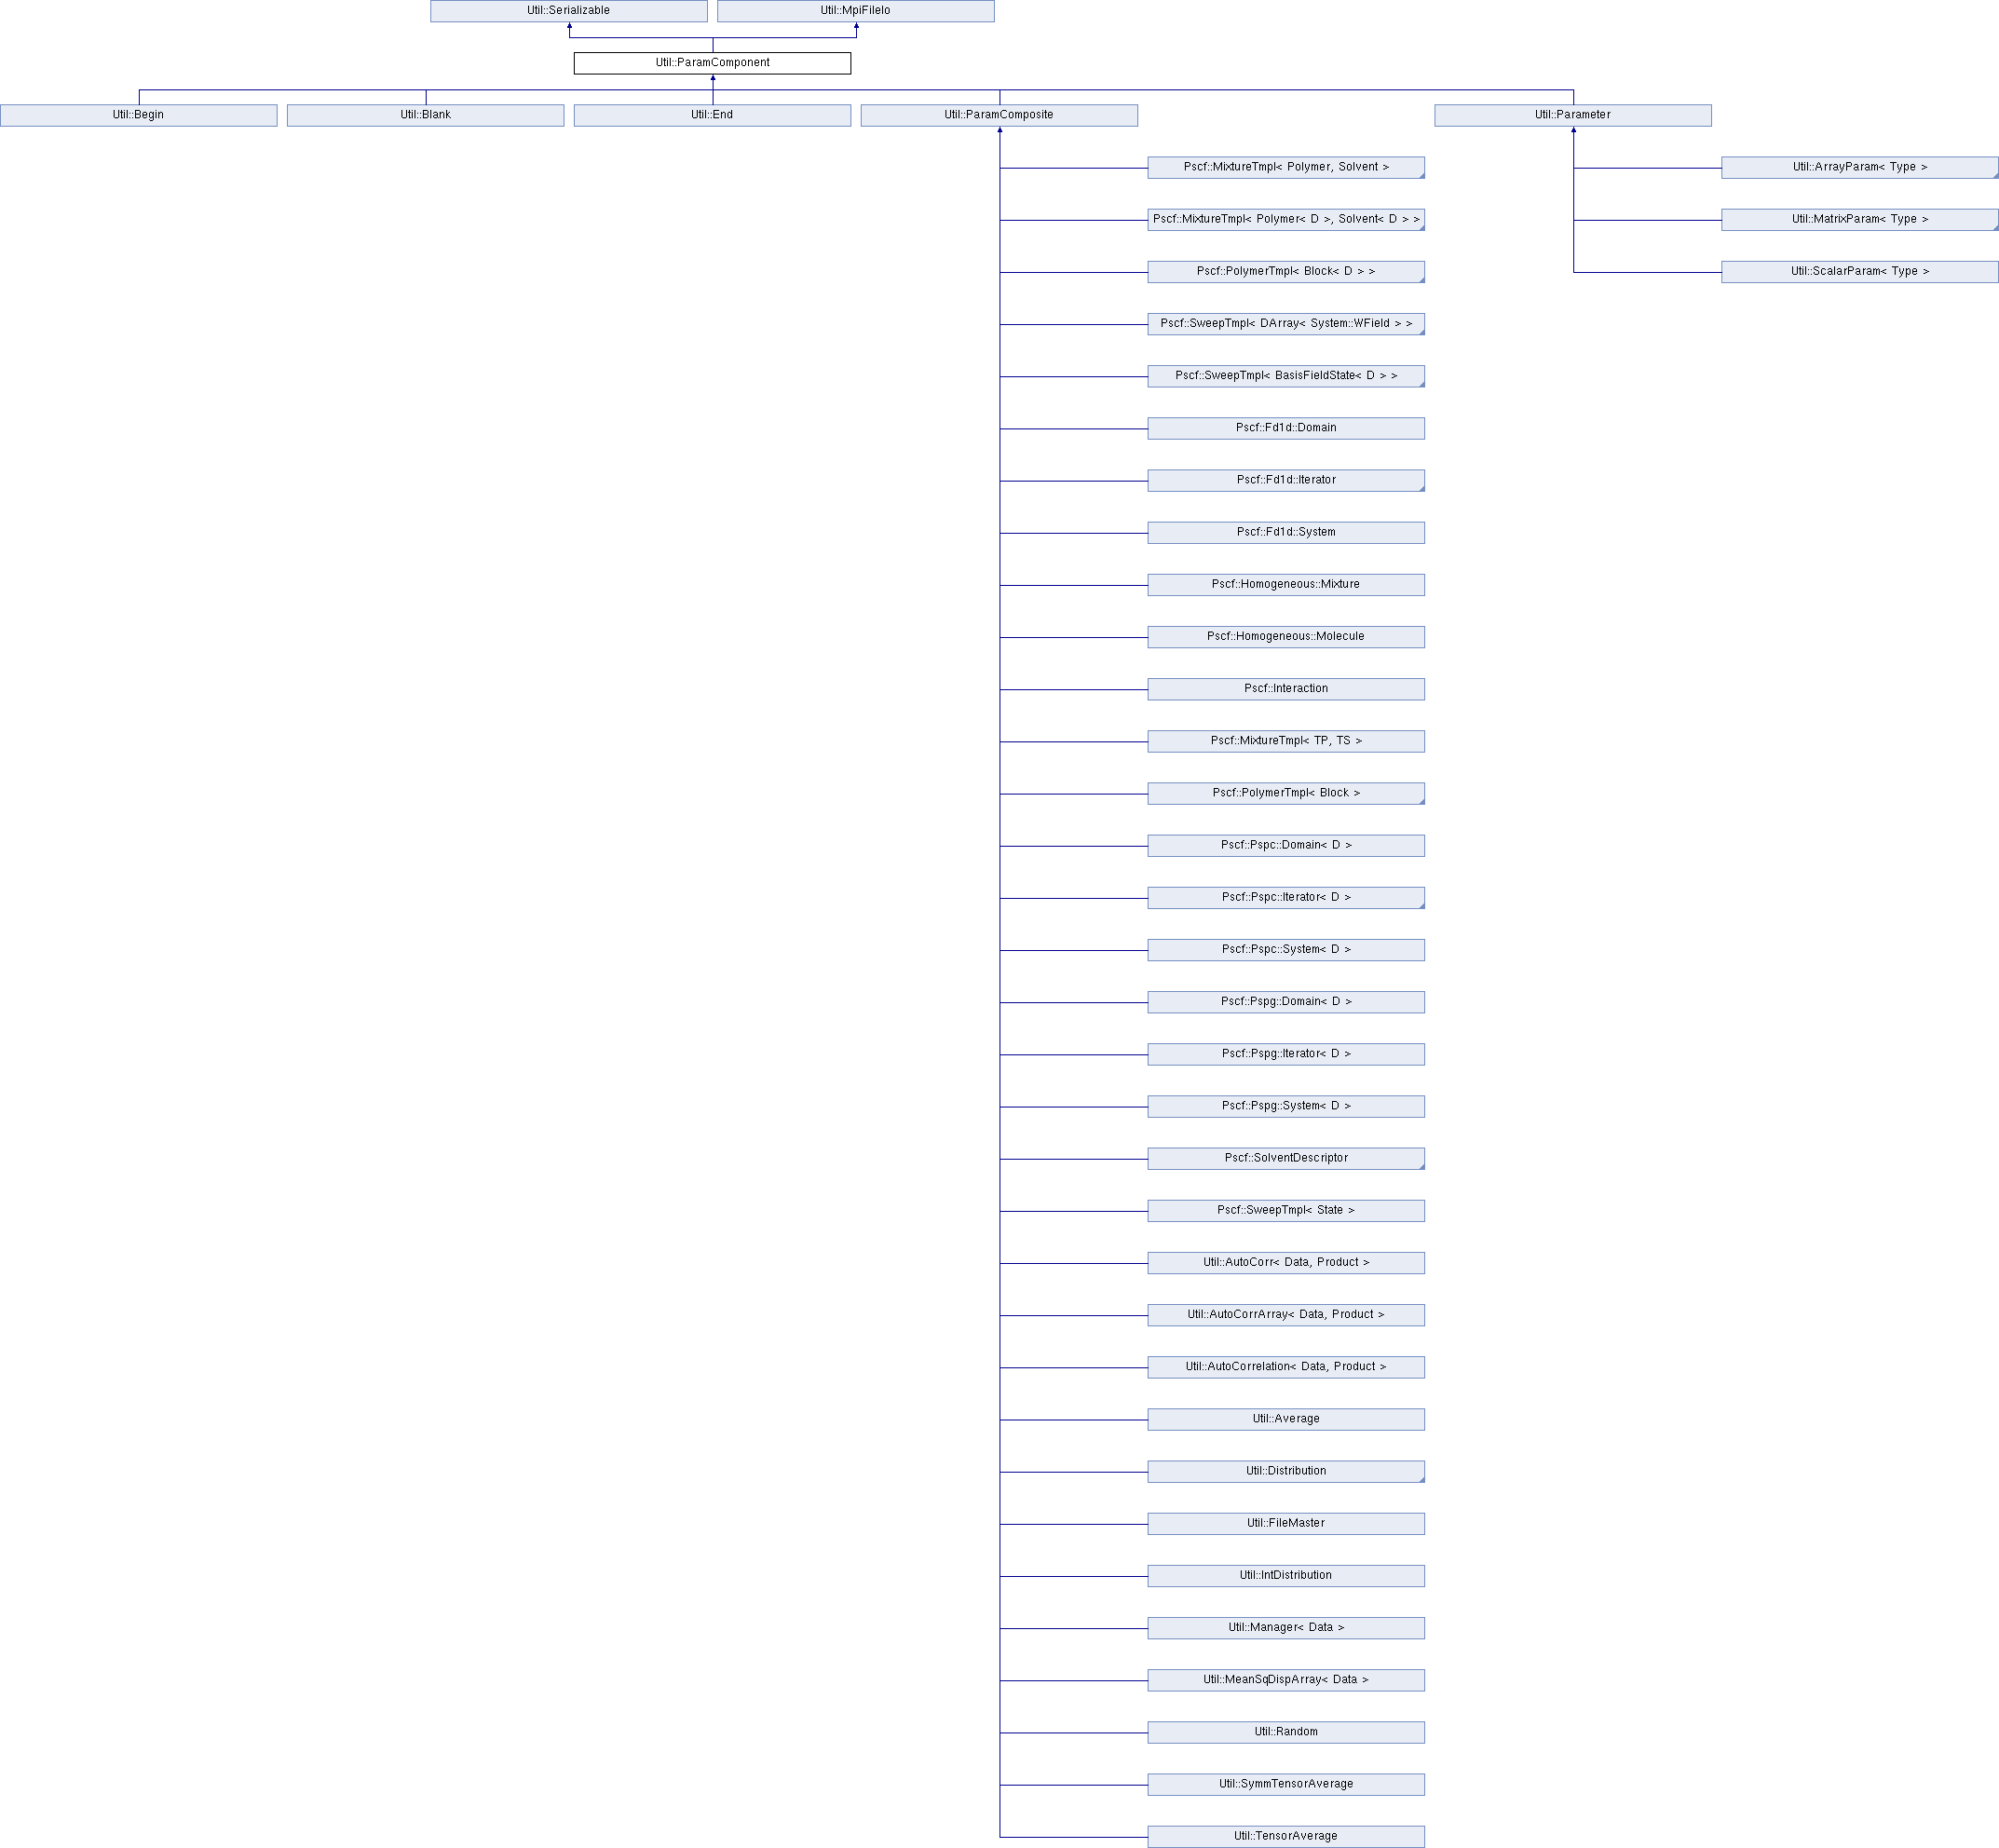 Util::Serializable
Util::MpiFileIo
Util::ParamComponent
Util::Begin
Util::Blank
Util::End
Util::ParamComposite
Util::Parameter
Pscf::MixtureTmpl< Polymer, Solvent >
Util::ArrayParam< Type >
Pscf::MixtureTmpl< Polymer< D >, Solvent< D > >
Util::MatrixParam< Type >
Pscf::PolymerTmpl< Block< D > >
Util::ScalarParam< Type >
Pscf::SweepTmpl< DArray< System::WField > >
Pscf::SweepTmpl< BasisFieldState< D > >
Pscf::Fd1d::Domain
Pscf::Fd1d::Iterator
Pscf::Fd1d::System
Pscf::Homogeneous::Mixture
Pscf::Homogeneous::Molecule
Pscf::Interaction
Pscf::MixtureTmpl< TP, TS >
Pscf::PolymerTmpl< Block >
Pscf::Pspc::Domain< D >
Pscf::Pspc::Iterator< D >
Pscf::Pspc::System< D >
Pscf::Pspg::Domain< D >
Pscf::Pspg::Iterator< D >
Pscf::Pspg::System< D >
Pscf::SolventDescriptor
Pscf::SweepTmpl< State >
Util::AutoCorr< Data, Product >
Util::AutoCorrArray< Data, Product >
Util::AutoCorrelation< Data, Product >
Util::Average
Util::Distribution
Util::FileMaster
Util::IntDistribution
Util::Manager< Data >
Util::MeanSqDispArray< Data >
Util::Random
Util::SymmTensorAverage
Util::TensorAverage